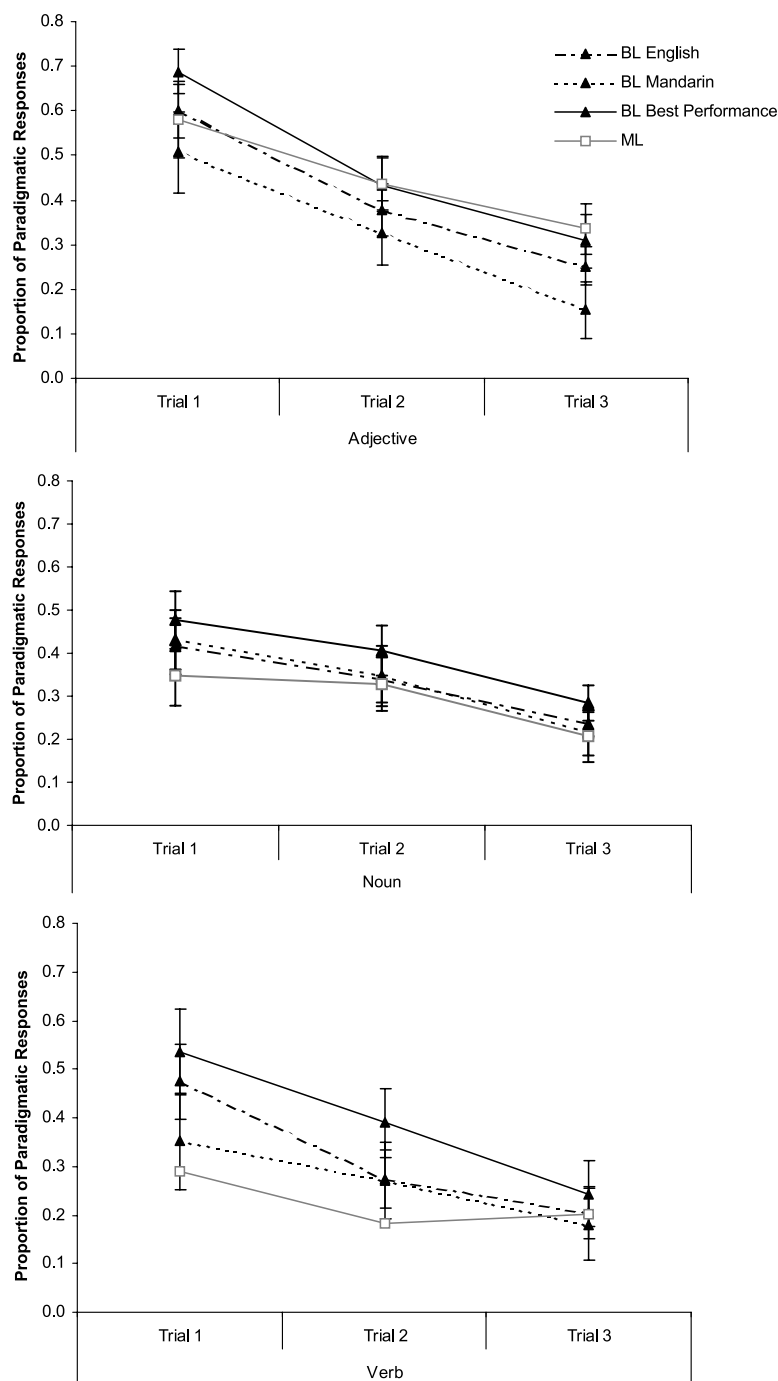 Proportion of Paradigmatic Responses
0.8
0.7
0.6
0.5
0.4
0.3
0.2
0.1
0.0
BL English
BL Mandarin
BL Best Performance
ML
Trial 1 Trial 2 Trial 3
Adjective
Proportion of Paradigmatic Responses
0.8
0.7
0.6
0.5
0.4
0.3
0.2
0.1
0.0
Trial 1 Trial 2 Trial 3
Noun
Proportion of Paradigmatic Responses
0.8
0.7
0.6
0.5
0.4
0.3
0.2
0.1
0.0
Trial 1 Trial 2 Trial 3
Verb